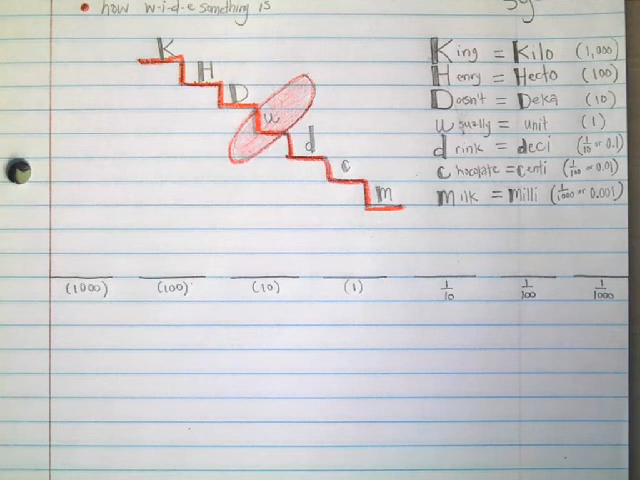 • how w-i-d-e something is
K
H
D
u
d
c
m
King = Kilo (1,000)
Henry = Hecto (100)
Doesn't = Deka (10)
usually = unit (1)
drink = deci (1/10 or 0.1)
chocolate = centi (1/100 or 0.01)
milk = milli (1/1000 or 0.001)
(1000) (100) (10) (1) 1/10 1/100 1/1000